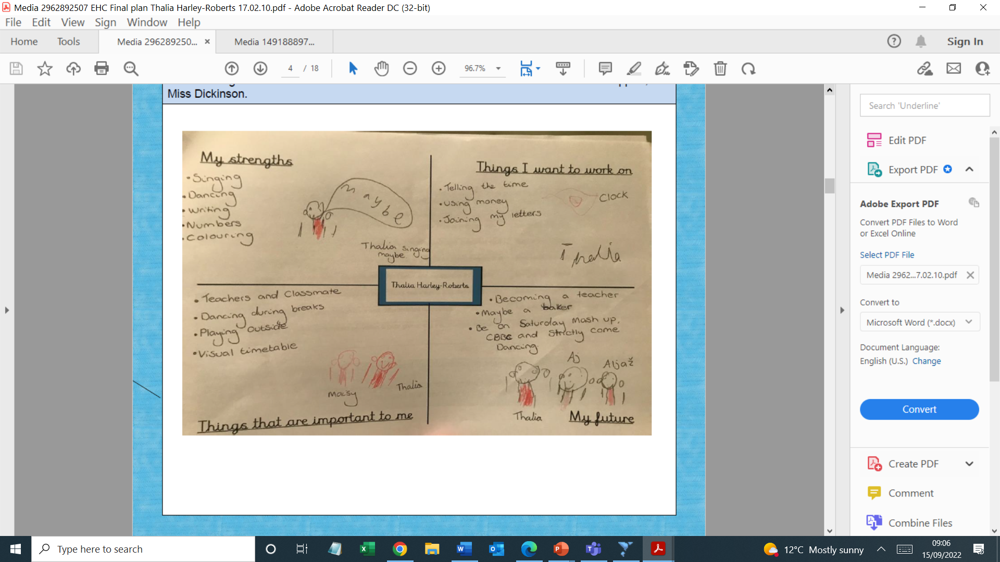 Media 2962892507 EHC Final plan Thalia Harley-Roberts 17.02.10.pdf - Adobe Acrobat Reader DC (32-bit)
File Edit View Sign Window Help
Home Tools Media 296289250... × Media 149188897... Sign In
4 / 18 96.7%
Miss Dickinson.
My strengths
• Singing
• Dancing
• Writing
• Numbers
• Colouring
maybe
Thalia singing
maybe
Things I want to work on
• Telling the time
• Using money
• Joining my letters
Clock
Thalia
Thalia Harley-Roberts
• Teachers and Classmate
• Dancing during breaks
• Playing outside
• Visual timetable
Maisy
Thalia
Things that are important to me
• Becoming a teacher
• Maybe a baker
• Be on Saturday Mash up,
CBBC and Strictly come
Dancing.
Aj
Aljaž
Thalia
My future
Search 'Underline'
Edit PDF
Export PDF
Adobe Export PDF
Convert PDF Files to Word
or Excel Online
Select PDF File
Media 2962...7.02.10.pdf
Convert to
Microsoft Word (*.docx)
Document Language:
English (U.S.) Change
Convert
Create PDF
Comment
Combine Files
Type here to search
12°C Mostly sunny
09:06
15/09/2022